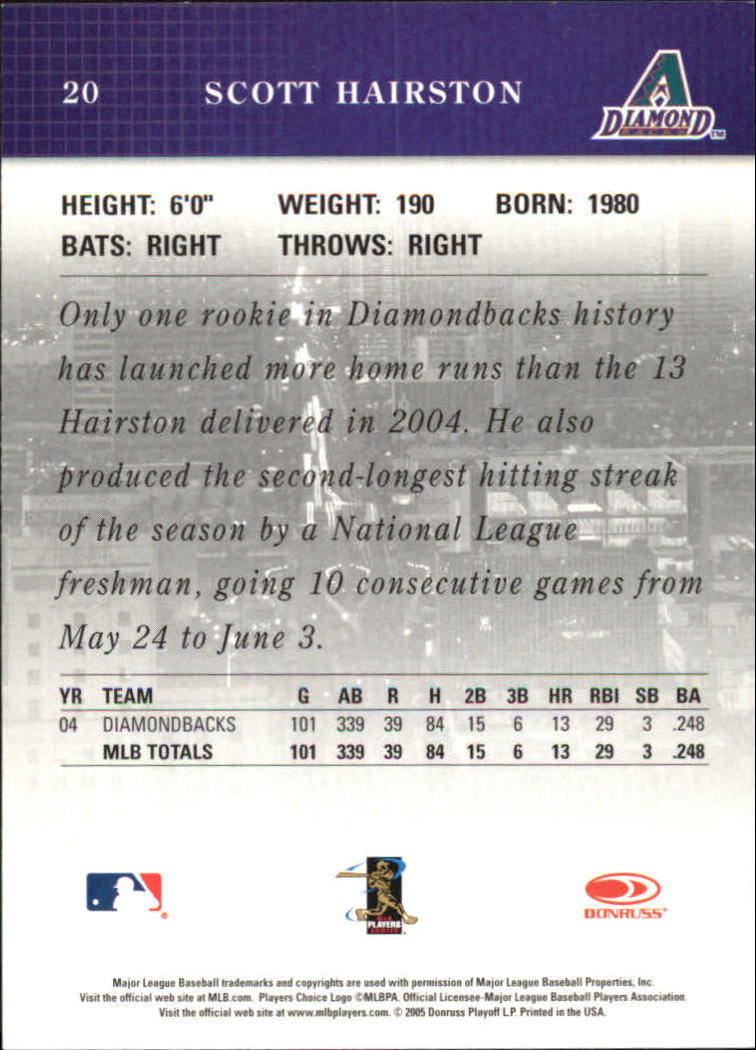 20 SCOTT HAIRSTON
A
DIAMOND
BACKS TM
HEIGHT: 6'0" WEIGHT: 190 BORN: 1980
BATS: RIGHT THROWS: RIGHT
Only one rookie in Diamondbacks history
has launched more home runs than the 13
Hairston delivered in 2004. He also
produced the second-longest hitting streak
of the season by a National League
freshman, going 10 consecutive games from
May 24 to June 3.
YR TEAM G AB R H 2B 3B HR RBI SB BA
04 DIAMONDBACKS 101 339 39 84 15 6 13 29 3 .248
MLB TOTALS 101 339 39 84 15 6 13 29 3 .248
MLB
PLAYERS
CHOICE
DONRUSS
Major League Baseball trademarks and copyrights are used with permission of Major League Baseball Properties, Inc.
Visit the official web site at MLB.com. Players Choice Logo ©MLBPA. Official Licensee-Major League Baseball Players Association.
Visit the official web site at www.mlbplayers.com. © 2005 Donruss Playoff L.P. Printed in the USA.